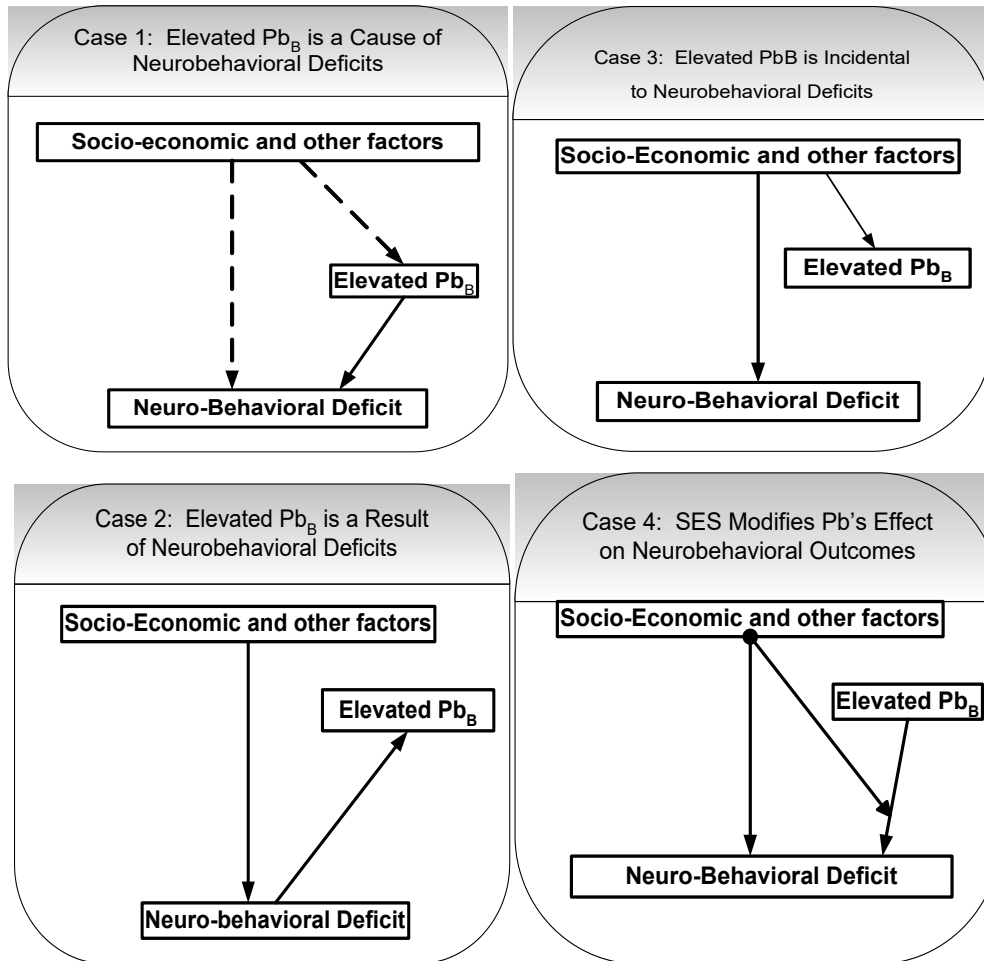 Case 1: Elevated PbB is a Cause of
Neurobehavioral Deficits
Socio-economic and other factors
Elevated PbB
Neuro-Behavioral Deficit
Case 3: Elevated PbB is Incidental
to Neurobehavioral Deficits
Socio-Economic and other factors
Elevated PbB
Neuro-Behavioral Deficit
Case 2: Elevated PbB is a Result
of Neurobehavioral Deficits
Socio-Economic and other factors
Elevated PbB
Neuro-behavioral Deficit
Case 4: SES Modifies Pb's Effect
on Neurobehavioral Outcomes
Socio-Economic and other factors
Elevated PbB
Neuro-Behavioral Deficit